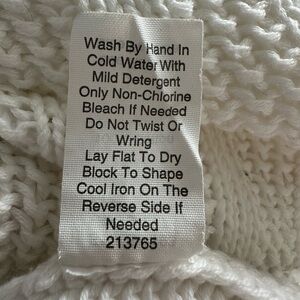 Wash By Hand In
Cold Water With
Mild Detergent
Only Non-Chlorine
Bleach If Needed
Do Not Twist Or
Wring
Lay Flat To Dry
Block To Shape
Cool Iron On The
Reverse Side If
Needed
213765